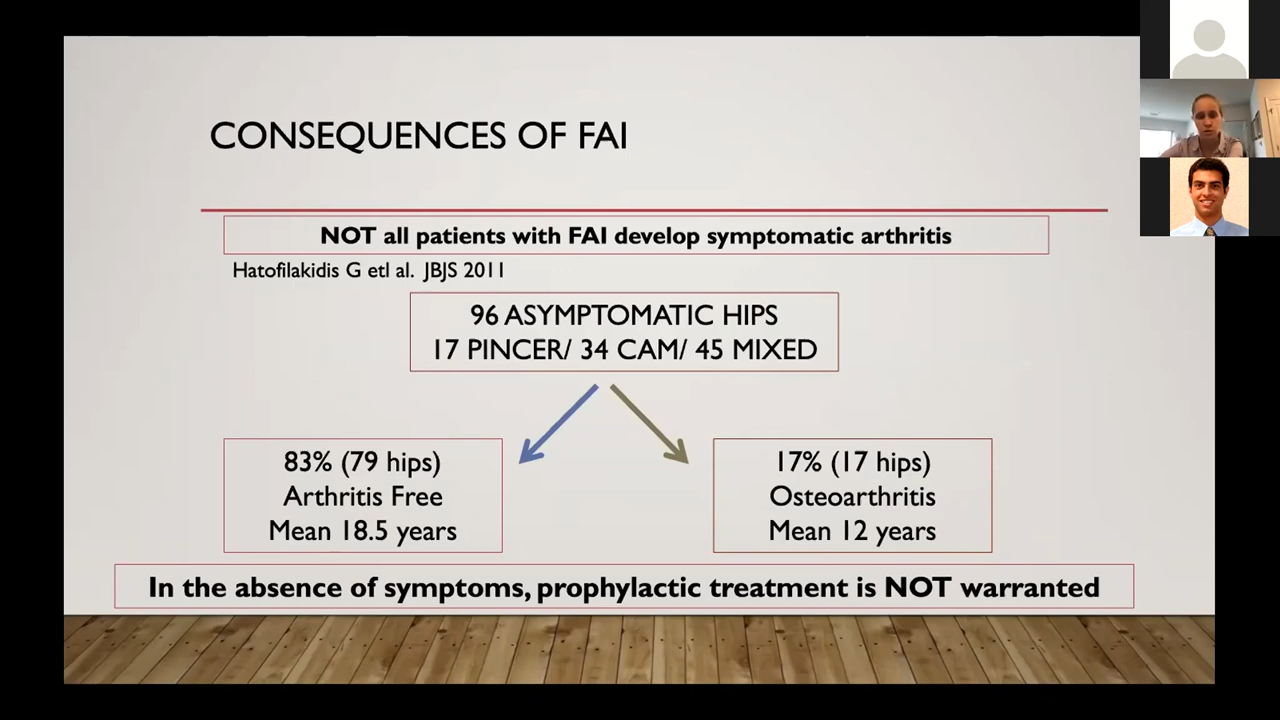 CONSEQUENCES OF FAI
NOT all patients with FAI develop symptomatic arthritis
Hatofilakidis G etl al. JBJS 2011
96 ASYMPTOMATIC HIPS
17 PINCER/ 34 CAM/ 45 MIXED
83% (79 hips)
Arthritis Free
Mean 18.5 years
17% (17 hips)
Osteoarthritis
Mean 12 years
In the absence of symptoms, prophylactic treatment is NOT warranted